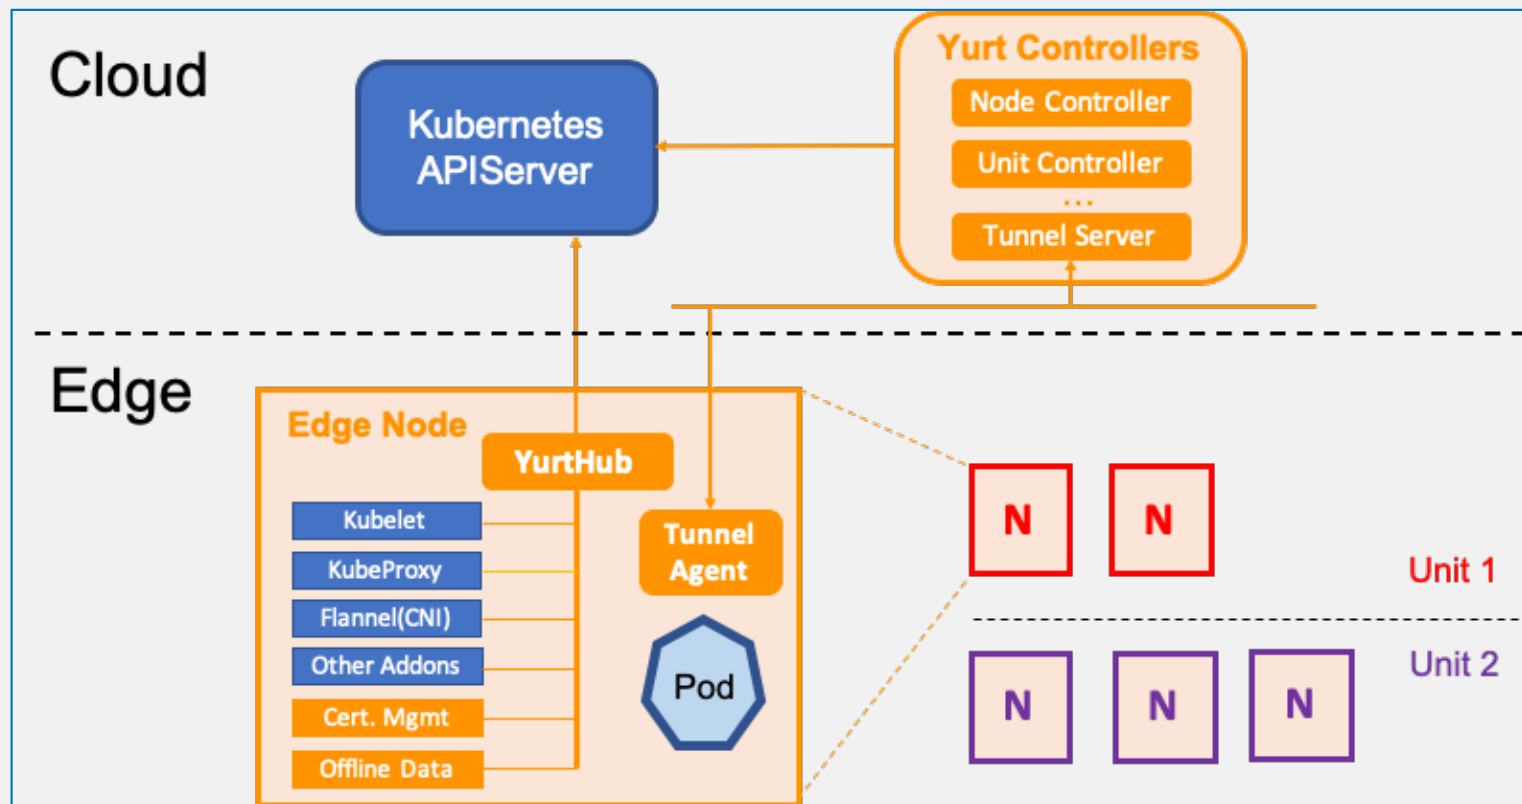 Cloud
Kubernetes
APIServer
Yurt Controllers
Node Controller
Unit Controller
...
Tunnel Server
Edge
Edge Node
YurtHub
Kubelet
KubeProxy
Flannel(CNI)
Other Addons
Cert. Mgmt
Offline Data
Tunnel
Agent
Pod
N
N
Unit 1
Unit 2
N
N
N